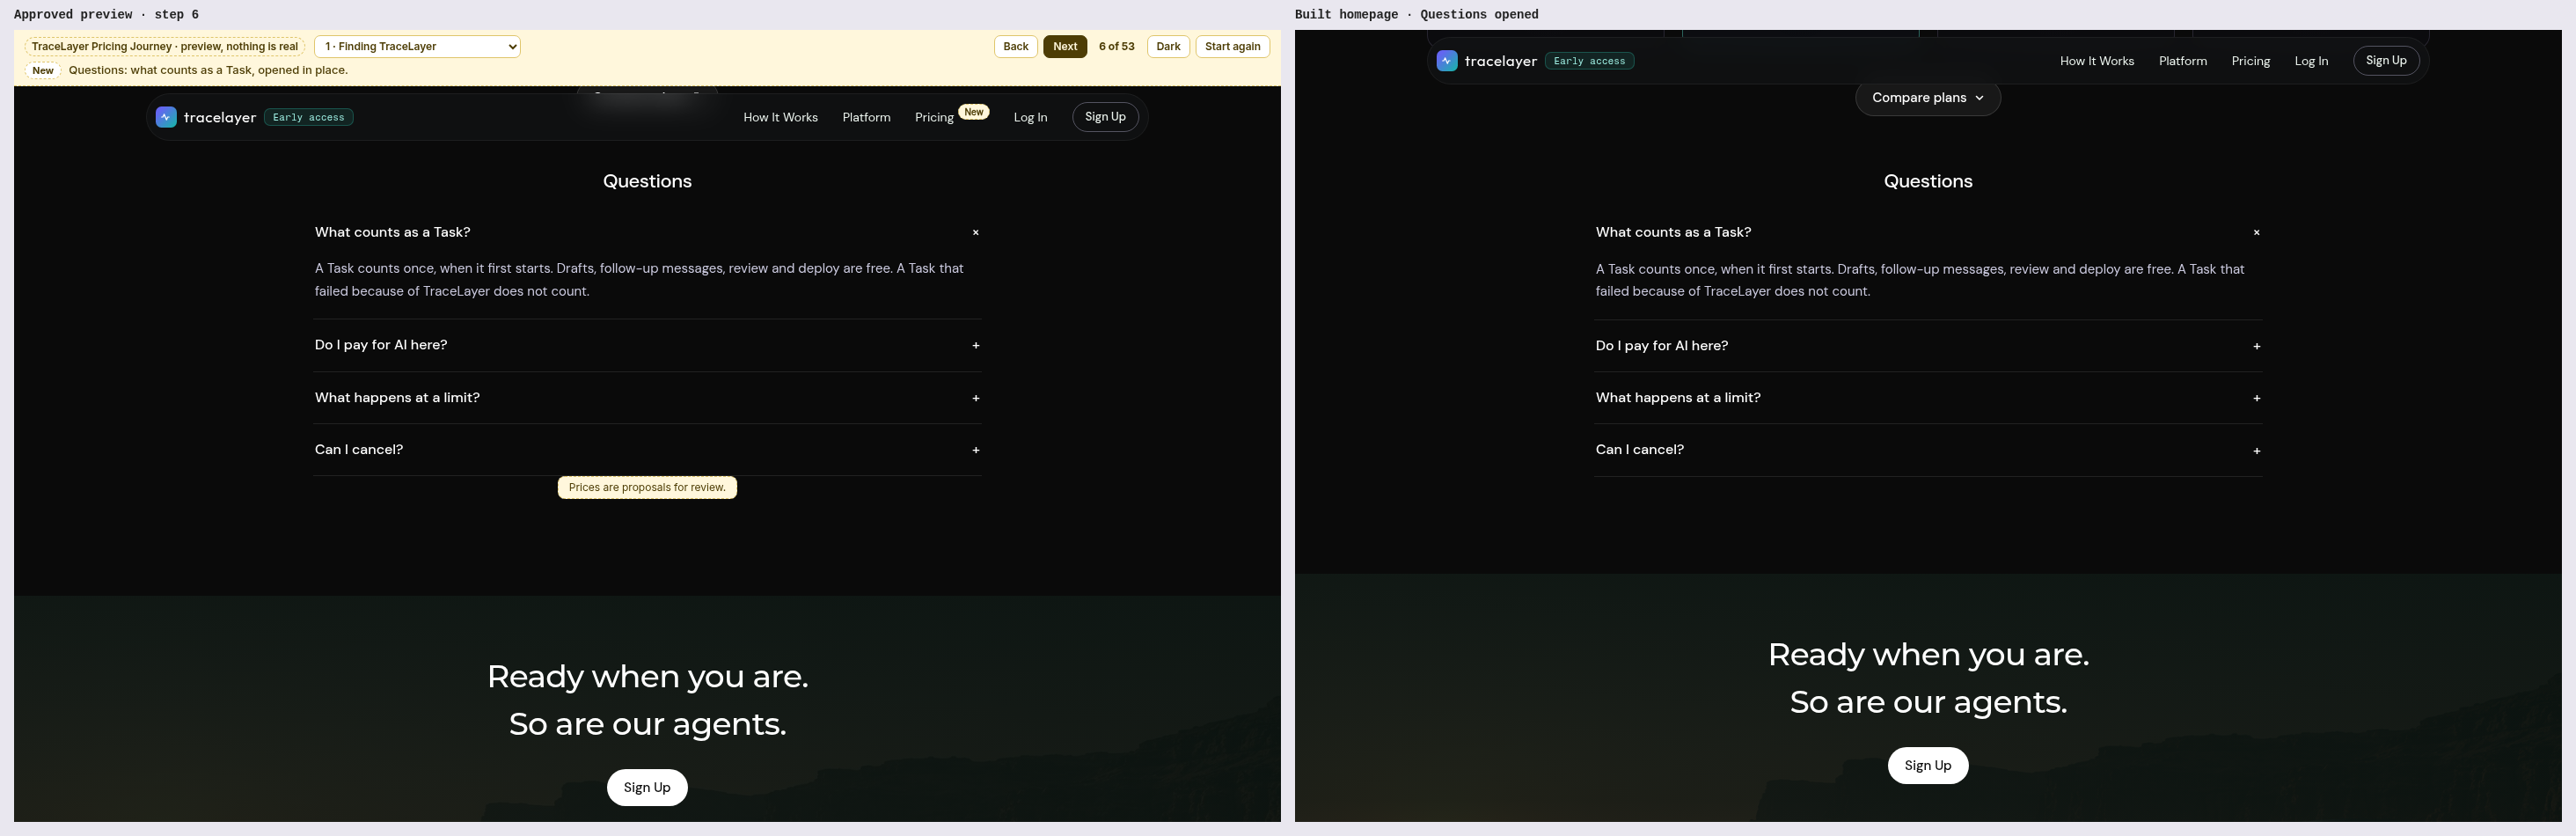 Approved preview · step 6
TraceLayer Pricing Journey · preview, nothing is real
1 · Finding TraceLayer
Back
Next
6 of 53
Dark
Start again
New
Questions: what counts as a Task, opened in place.
tracelayer
Early access
How It Works
Platform
Pricing
New
Log In
Sign Up
Questions
What counts as a Task?
A Task counts once, when it first starts. Drafts, follow-up messages, review and deploy are free. A Task that
failed because of TraceLayer does not count.
Do I pay for AI here?
What happens at a limit?
Can I cancel?
Prices are proposals for review.
Ready when you are.
So are our agents.
Sign Up
Built homepage · Questions opened
tracelayer
Early access
How It Works
Platform
Pricing
Log In
Sign Up
Compare plans
Questions
What counts as a Task?
A Task counts once, when it first starts. Drafts, follow-up messages, review and deploy are free. A Task that
failed because of TraceLayer does not count.
Do I pay for AI here?
What happens at a limit?
Can I cancel?
Ready when you are.
So are our agents.
Sign Up